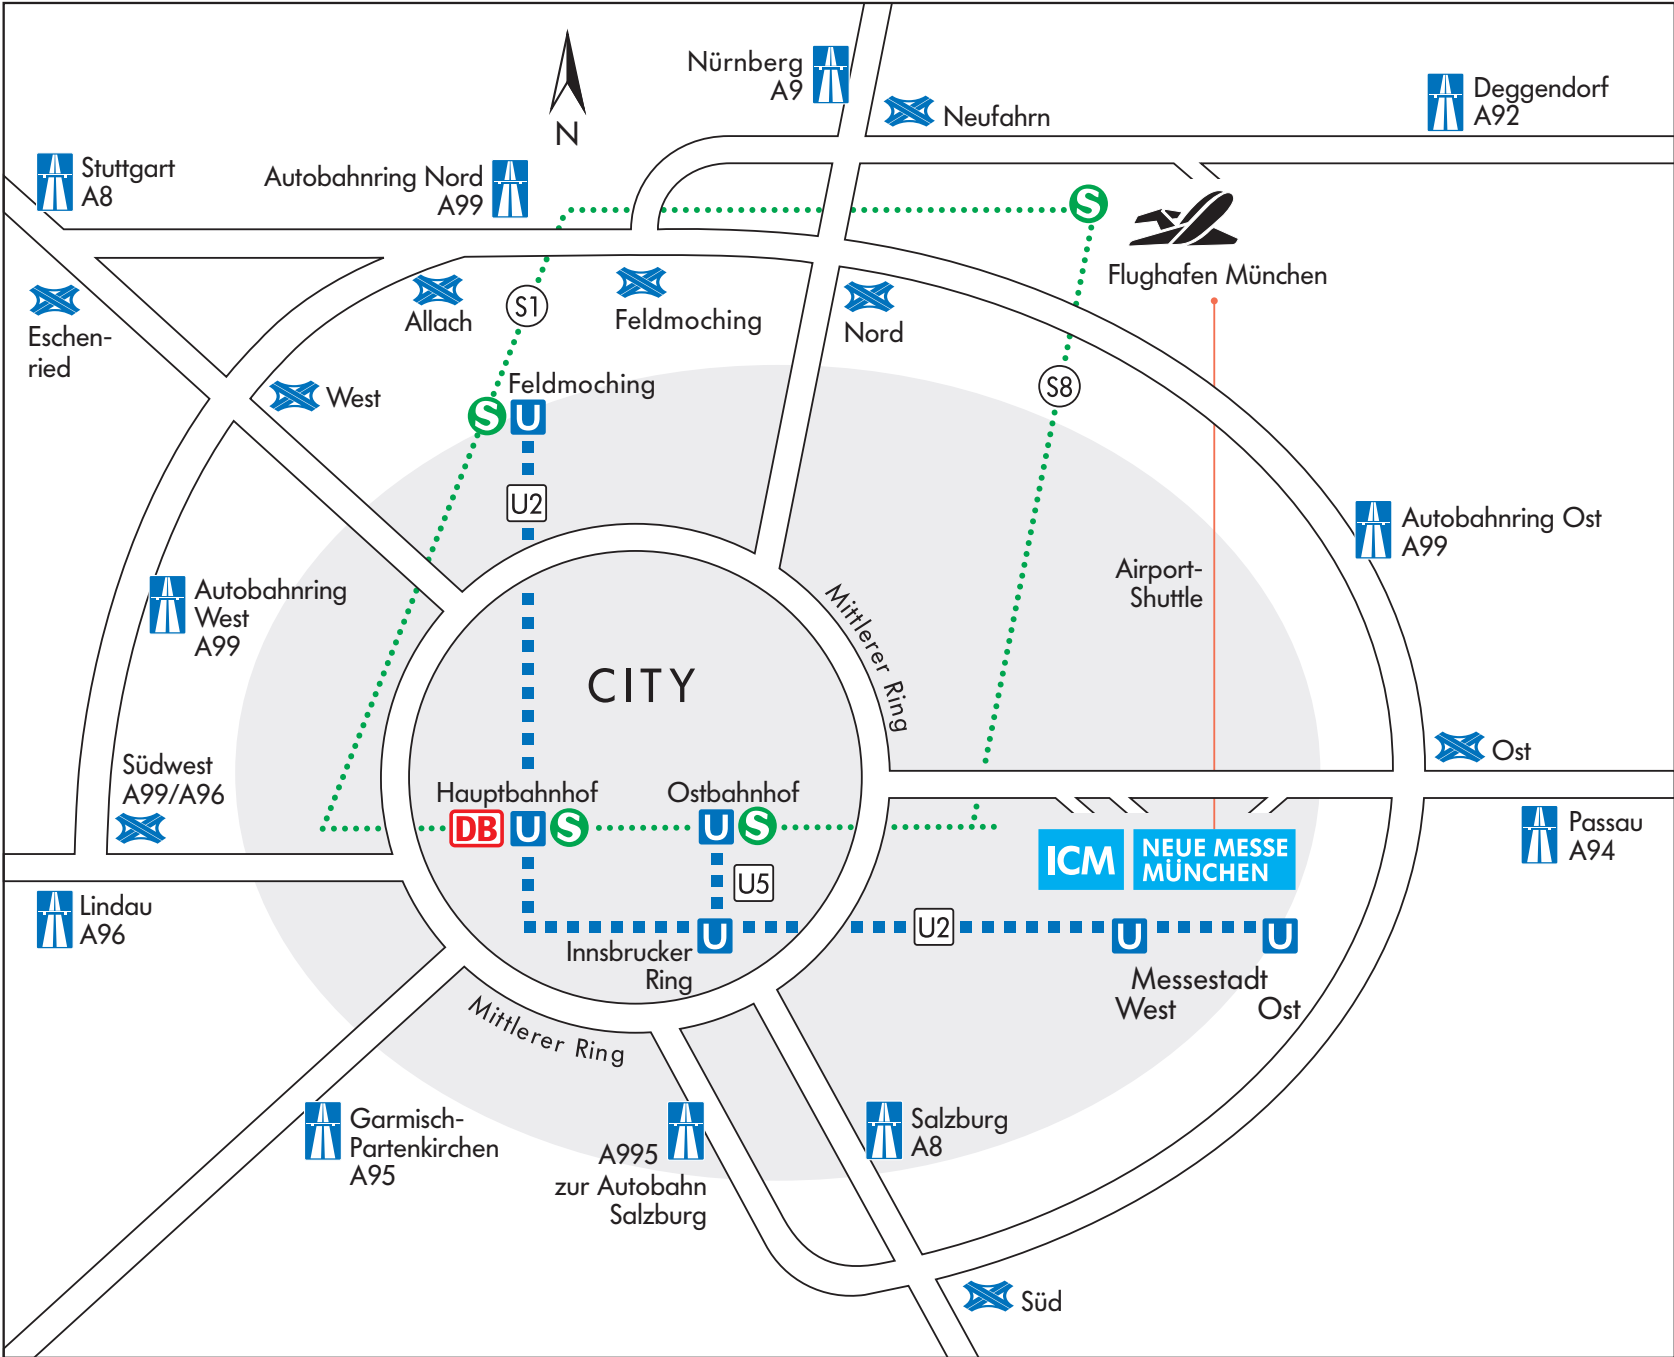 Nürnberg
A9
Neufahrn
Deggendorf
A92
N
Stuttgart
A8
Autobahnring Nord
A99
S
Flughafen München
Eschen-
ried
Allach
S1
Feldmoching
Nord
West
Feldmoching
S U
S8
U2
Autobahnring Ost
A99
Airport-
Shuttle
Autobahnring
West
A99
Mittlerer Ring
CITY
Südwest
A99/A96
Ost
Hauptbahnhof
DB U S
Ostbahnhof
U S
Passau
A94
ICM
NEUE MESSE
MÜNCHEN
U5
Lindau
A96
Innsbrucker
Ring
U
U2
U
U
Messestadt
West Ost
Mittlerer Ring
Garmisch-
Partenkirchen
A95
A995
zur Autobahn
Salzburg
Salzburg
A8
Süd